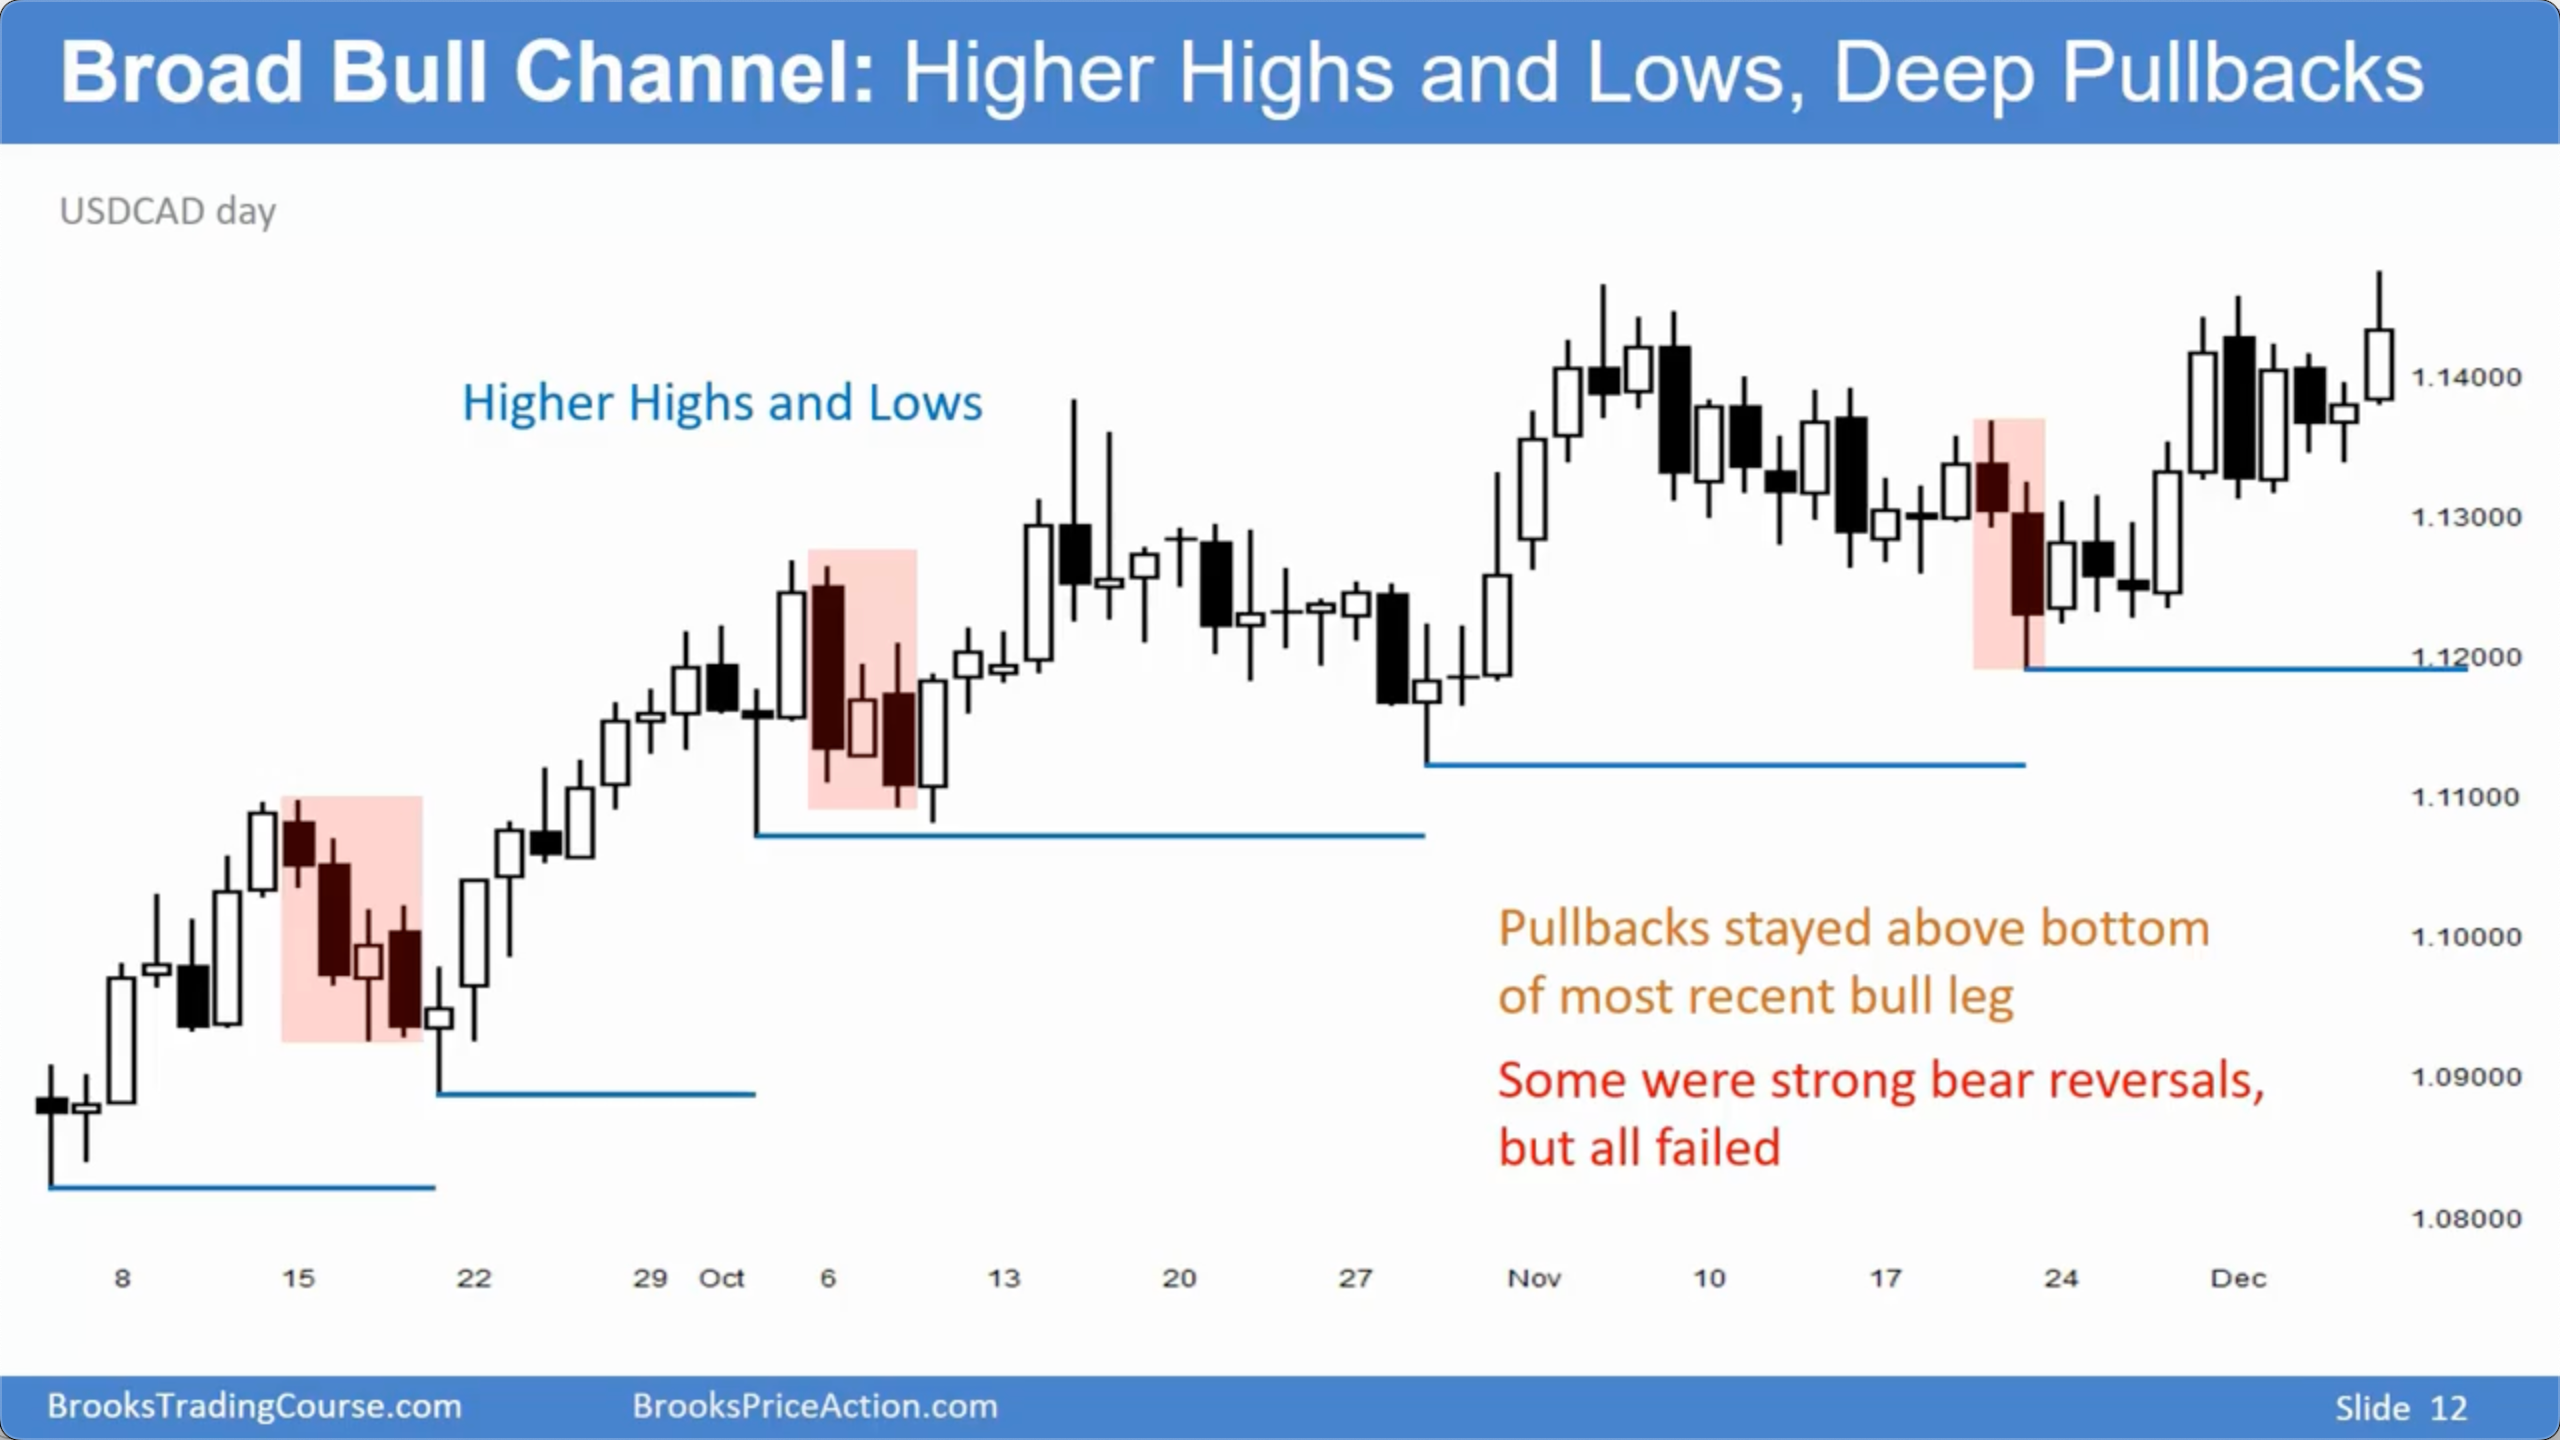 Broad Bull Channel: Higher Highs and Lows, Deep Pullbacks
USDCAD day
Higher Highs and Lows
1.14000
1.13000
1.12000
1.11000
Pullbacks stayed above bottom
of most recent bull leg
1.10000
Some were strong bear reversals,
but all failed
1.09000
1.08000
8 15 22 29 Oct 6 13 20 27 Nov 10 17 24 Dec
BrooksTradingCourse.com BrooksPriceAction.com Slide 12